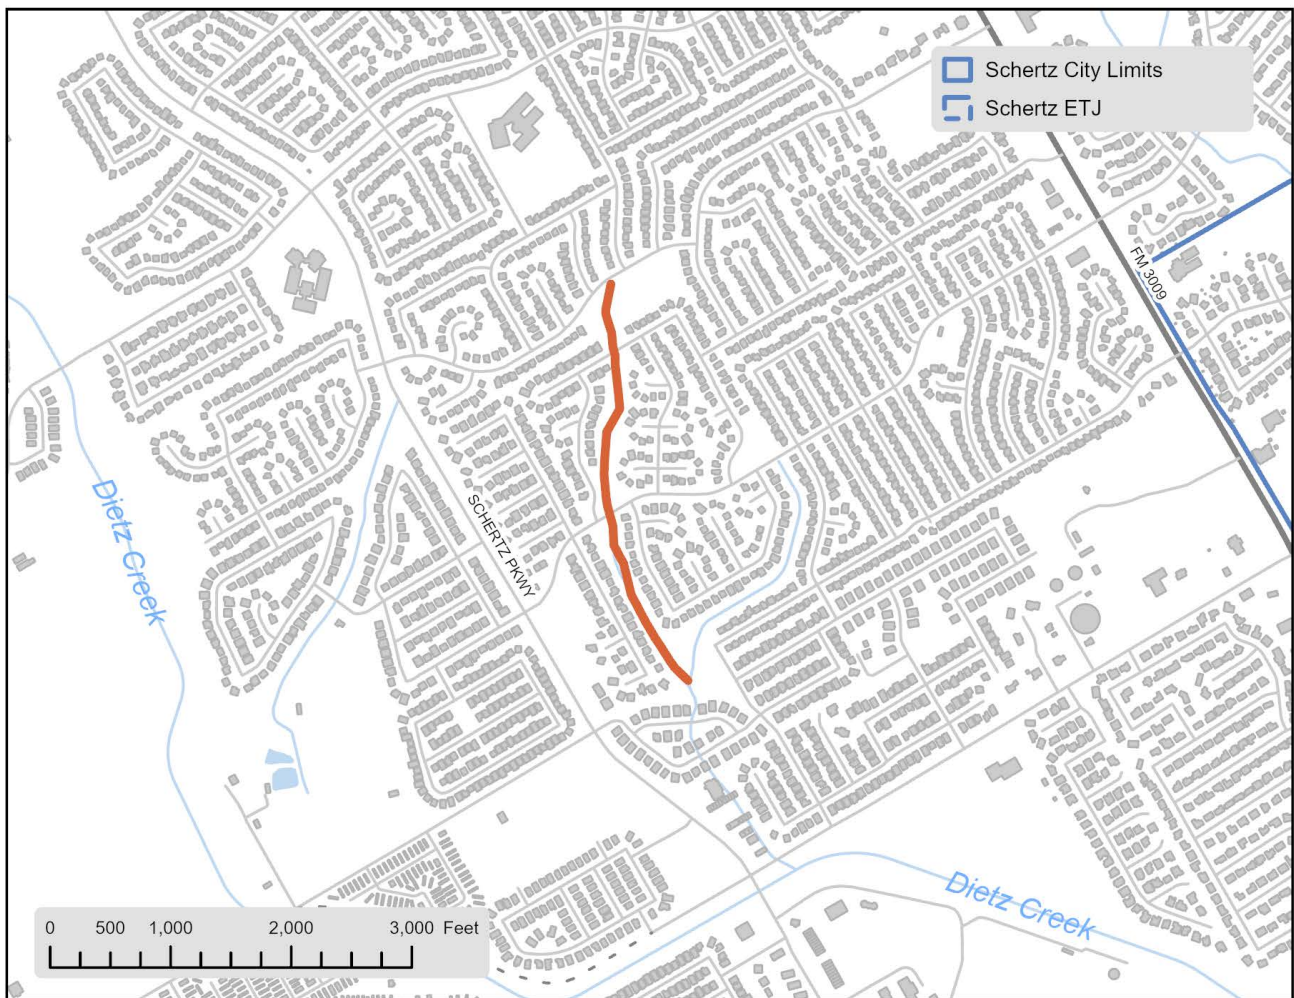 Schertz City Limits
Schertz ETJ
FM 3009
Dietz Creek
SCHERTZ PKWY
Dietz Creek
0 500 1,000 2,000 3,000 Feet